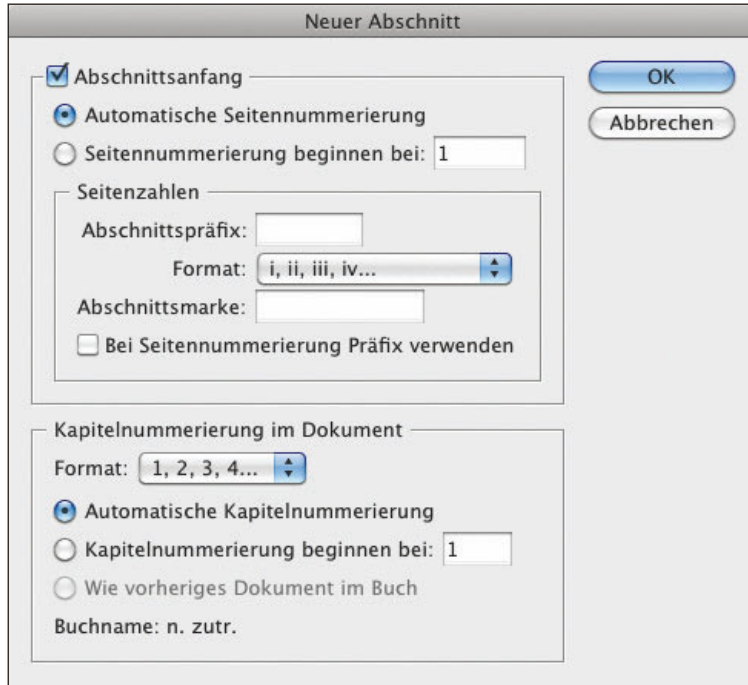 Neuer Abschnitt
Abschnittsanfang
OK
Automatische Seitennummerierung
Abbrechen
Seitennummerierung beginnen bei: 1
Seitenzahlen
Abschnittspräfix:
Format: i, ii, iii, iv...
Abschnittsmarke:
Bei Seitennummerierung Präfix verwenden
Kapitelnummerierung im Dokument
Format: 1, 2, 3, 4...
Automatische Kapitelnummerierung
Kapitelnummerierung beginnen bei: 1
Wie vorheriges Dokument im Buch
Buchname: n. zutr.